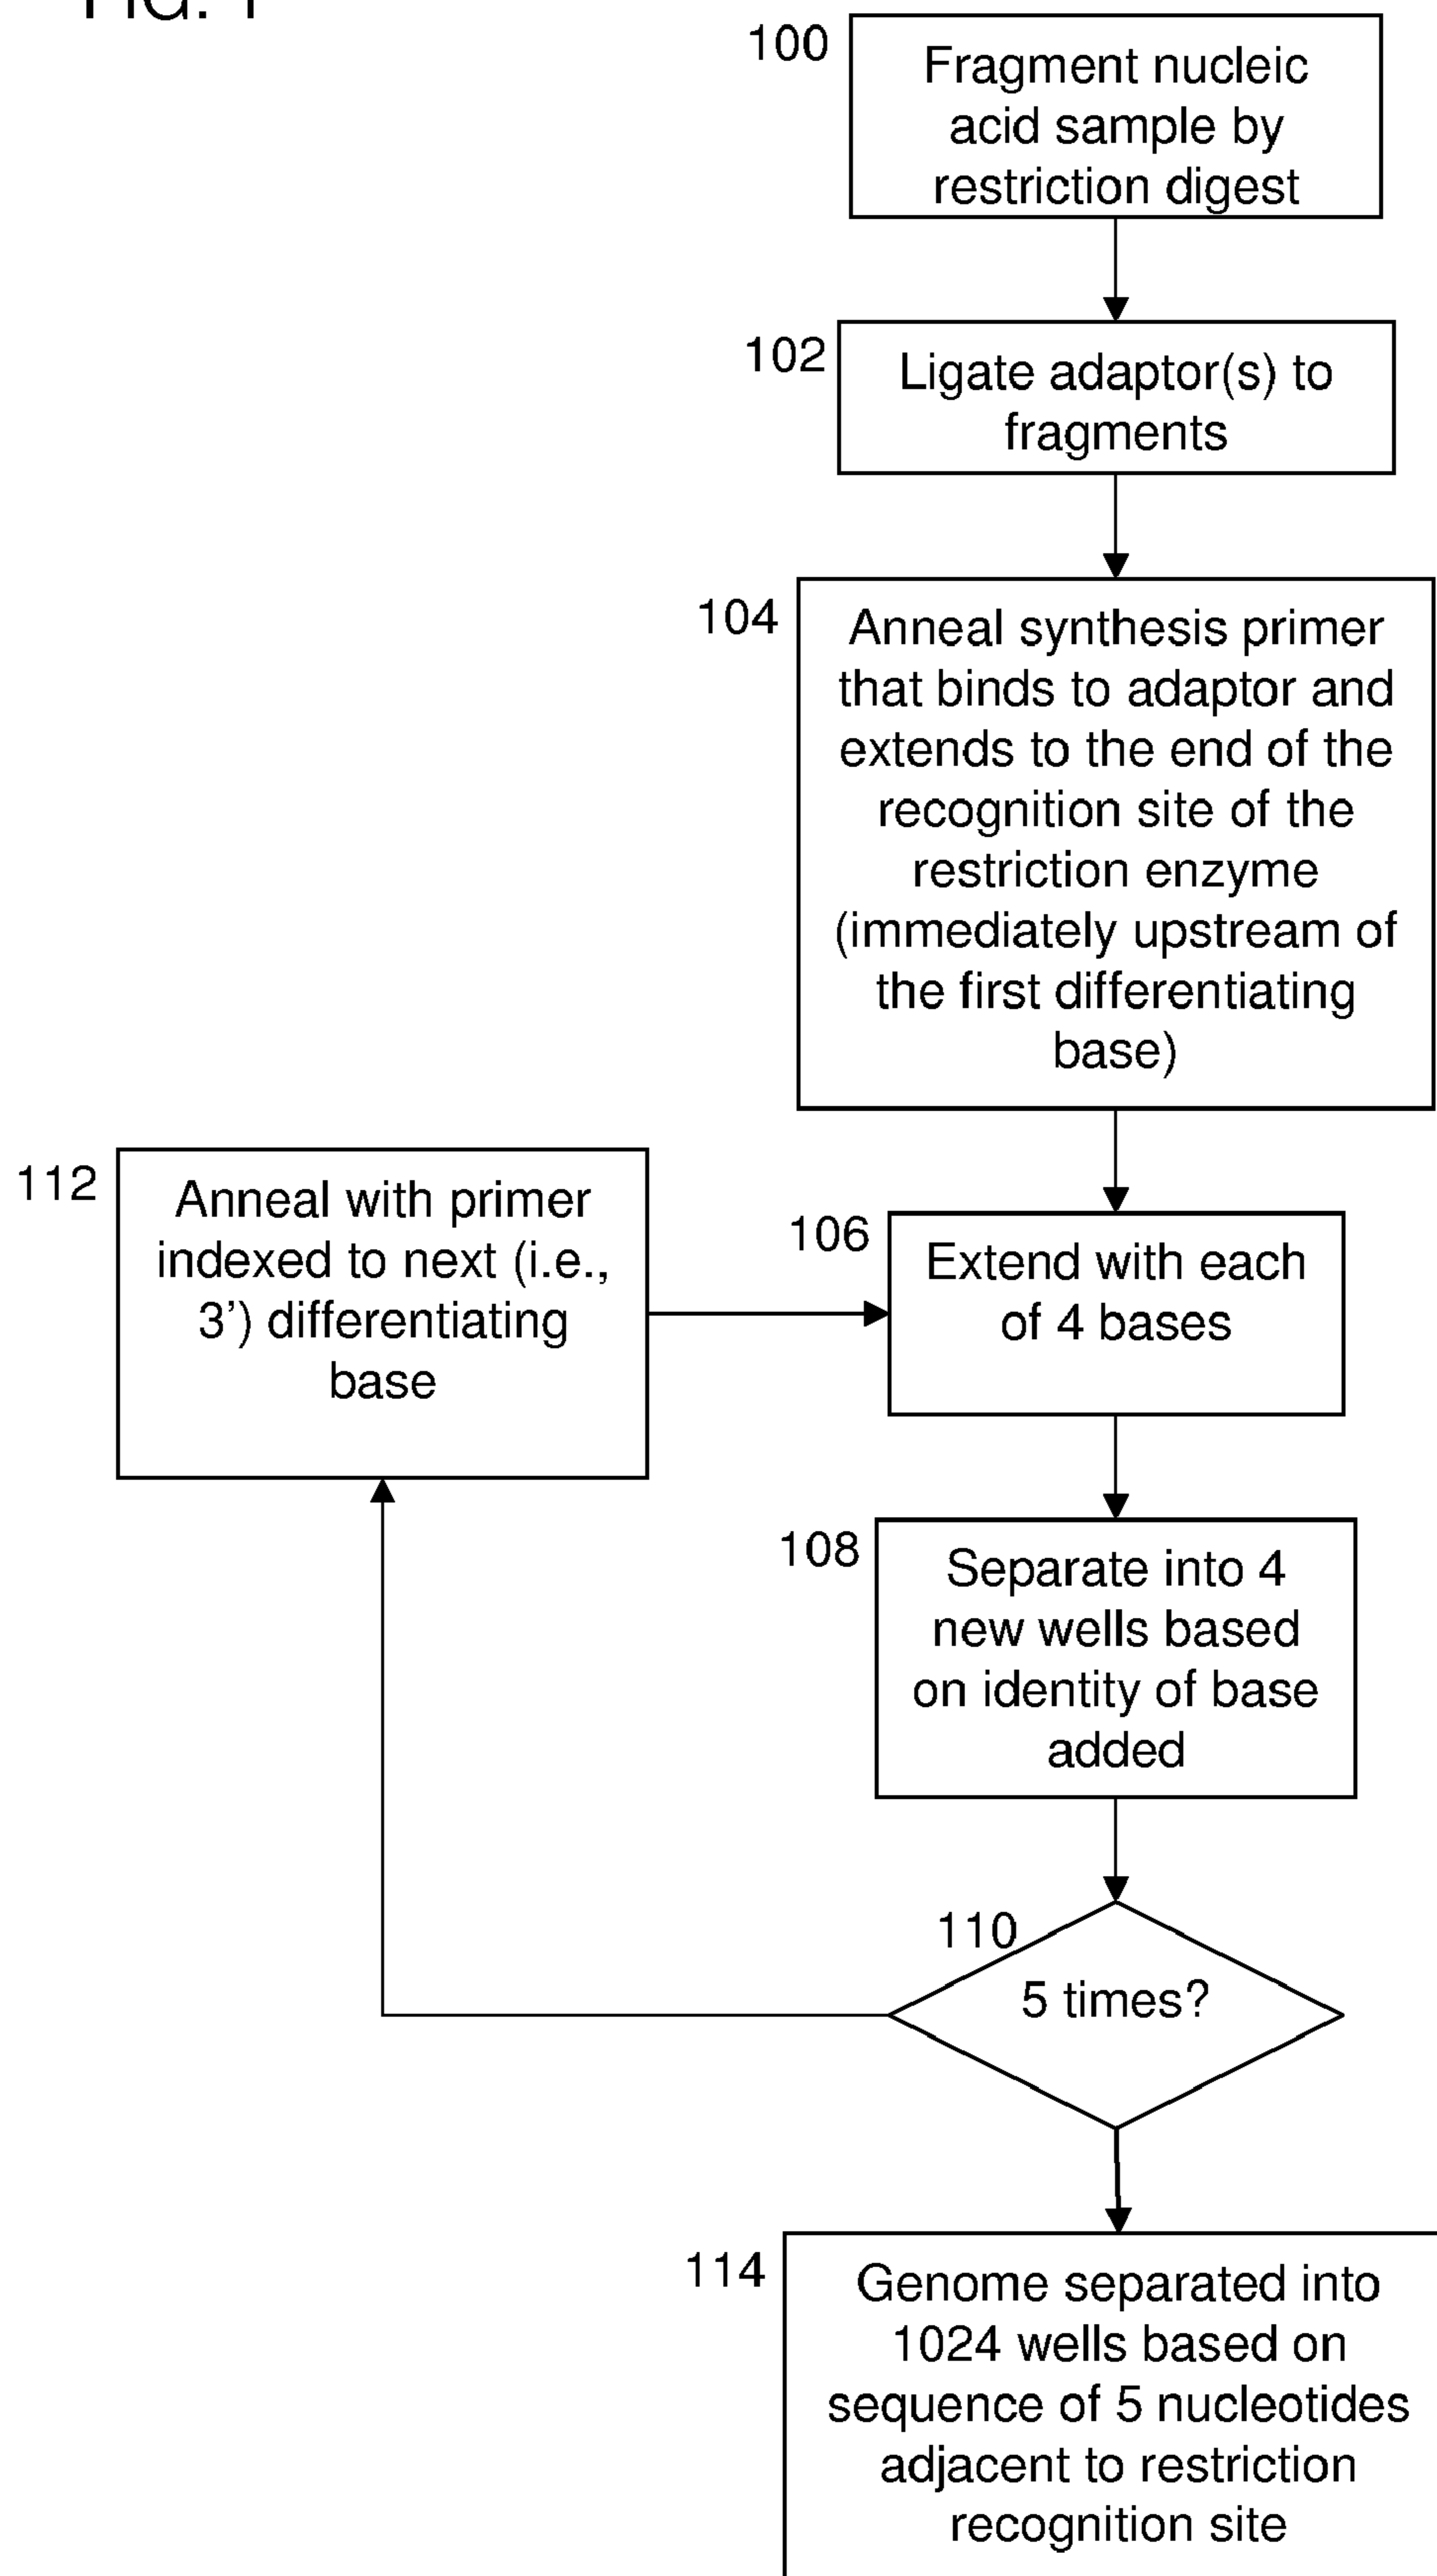 FIG. 1
100
Fragment nucleic
acid sample by
restriction digest
102
Ligate adaptor(s) to
fragments
104
Anneal synthesis primer
that binds to adaptor and
extends to the end of the
recognition site of the
restriction enzyme
(immediately upstream of
the first differentiating
base)
112
Anneal with primer
indexed to next (i.e.,
3’) differentiating
base
106
Extend with each
of 4 bases
108
Separate into 4
new wells based
on identity of base
added
110
5 times?
114
Genome separated into
1024 wells based on
sequence of 5 nucleotides
adjacent to restriction
recognition site